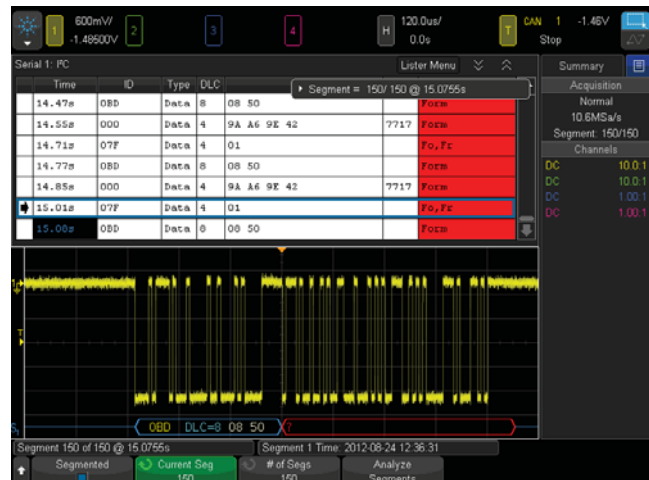 1 600mV/ 2 3 4 H 120.0us/ T CAN 1 -1.46V
-1.48500V 0.0s Stop
Serial 1: I²C Lister Menu Summary
Time ID Type DLC Segment = 150/ 150 @ 15.0755s
Acquisition
Normal
10.6MSa/s
Segment: 150/150
Channels
DC 10.0:1
DC 10.0:1
DC 1.00:1
DC 1.00:1
14.47s 0BD Data 8 08 50 Form
14.55s 000 Data 4 9A A6 9E 42 7717 Form
14.71s 07F Data 4 01 Fo,Fr
14.77s 0BD Data 8 08 50 Form
14.85s 000 Data 4 9A A6 9E 42 7717 Form
15.01s 07F Data 4 01 Fo,Fr
15.08s 0BD Data 8 08 50 Form
T
S1 0BD DLC=8 08 50 ?
Segment 150 of 150 @ 15.0755s Segment 1 Time: 2012-08-24 12:36:31
Segmented Current Seg # of Segs Analyze
150 150 Segments